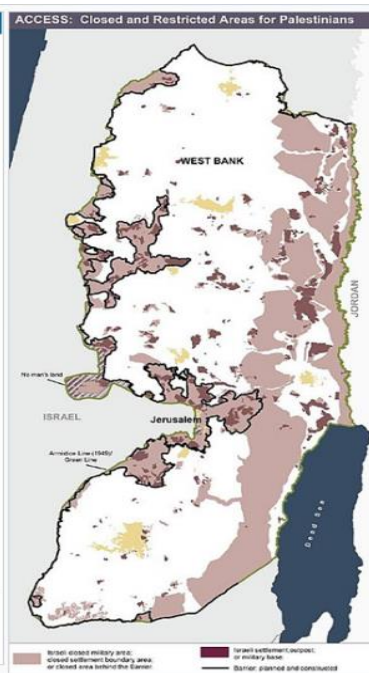 ACCESS: Closed and Restricted Areas for Palestinians
WEST BANK
JORDAN
No man's land
ISRAEL
Jerusalem
Armistice Line (1949)/
Green Line
Dead Sea
Israeli closed military area;
closed settlement boundary area;
or closed area behind the Barrier.
Israeli settlement, outpost,
or military base;
Barrier: planned and constructed